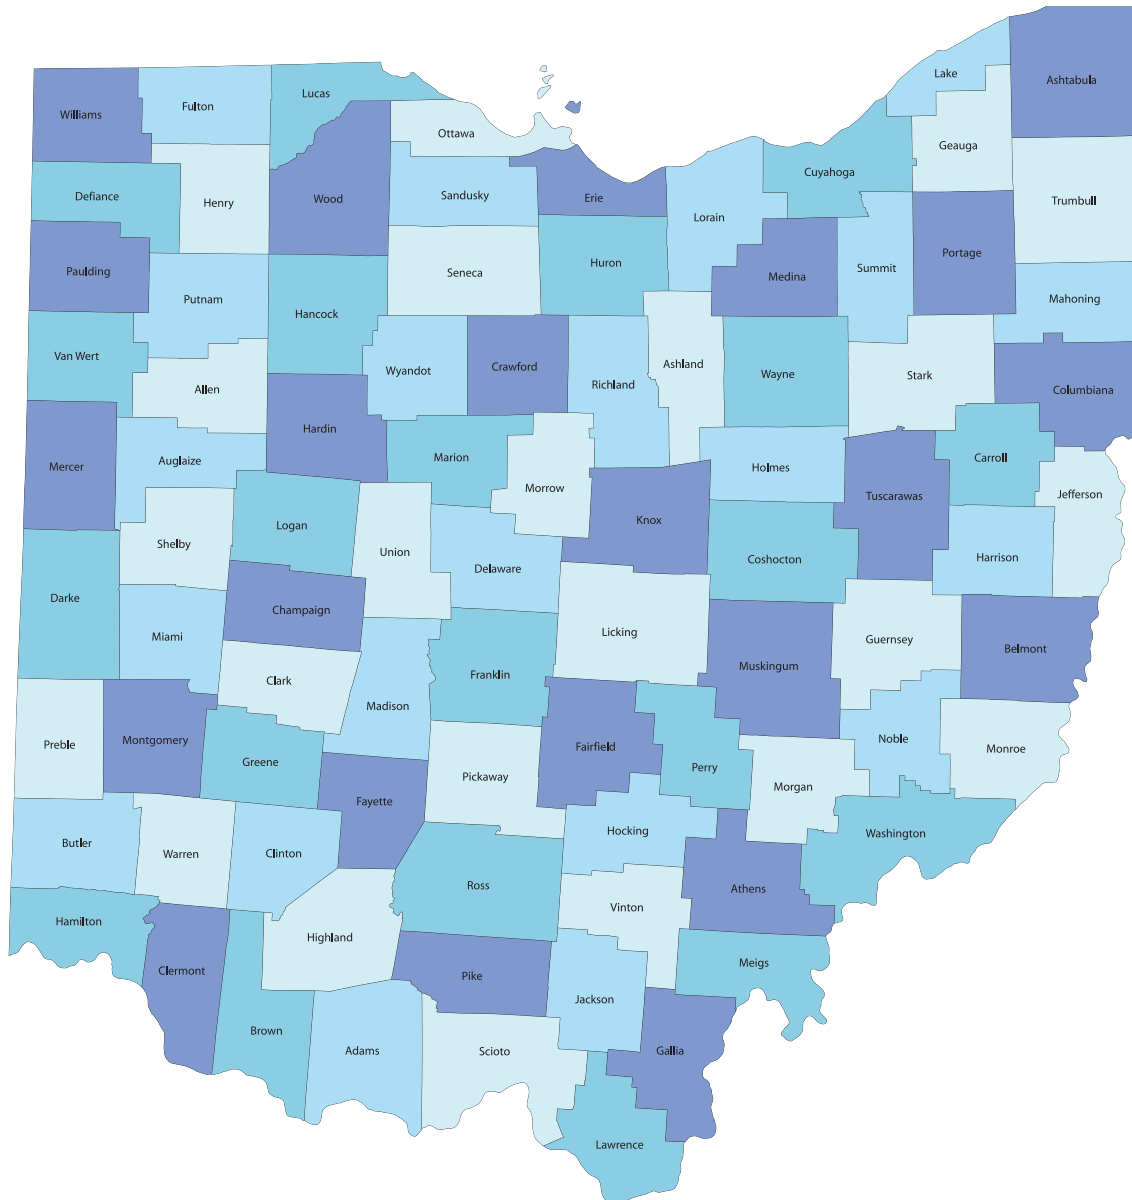 Lake
Ashtabula
Lucas
Fulton
Williams
Ottawa
Geauga
Cuyahoga
Defiance
Henry
Wood
Sandusky
Erie
Lorain
Trumbull
Portage
Paulding
Seneca
Huron
Medina
Summit
Putnam
Mahoning
Hancock
Van Wert
Wyandot
Crawford
Ashland
Wayne
Stark
Richland
Allen
Columbiana
Hardin
Mercer
Auglaize
Marion
Morrow
Holmes
Carroll
Tuscarawas
Jefferson
Logan
Knox
Shelby
Union
Coshocton
Harrison
Delaware
Darke
Champaign
Miami
Licking
Guernsey
Belmont
Muskingum
Clark
Franklin
Madison
Preble
Montgomery
Greene
Fairfield
Noble
Monroe
Pickaway
Perry
Morgan
Fayette
Butler
Warren
Clinton
Hocking
Washington
Ross
Athens
Vinton
Hamilton
Highland
Clermont
Pike
Meigs
Jackson
Brown
Adams
Scioto
Gallia
Lawrence